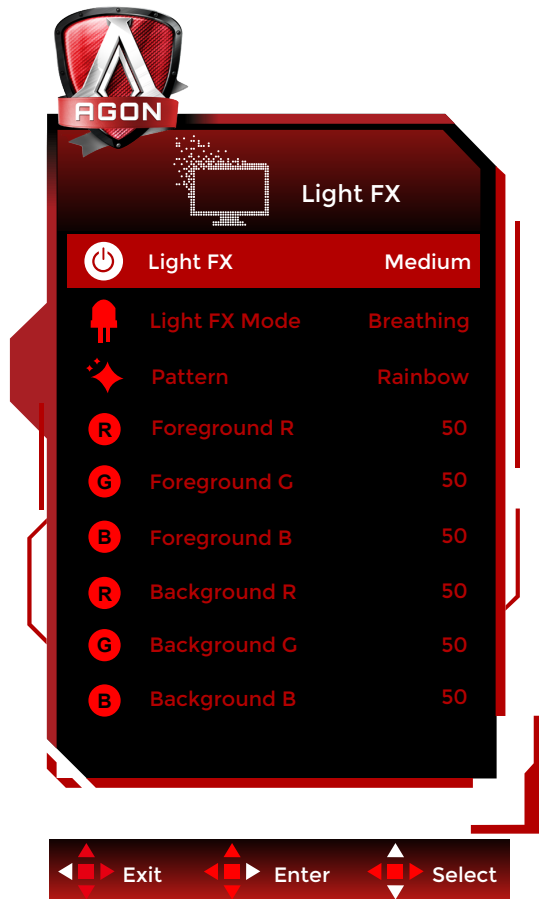 AGON
Light FX
Light FX Medium
Light FX Mode Breathing
Pattern Rainbow
R Foreground R 50
G Foreground G 50
B Foreground B 50
R Background R 50
G Background G 50
B Background B 50
Exit Enter Select